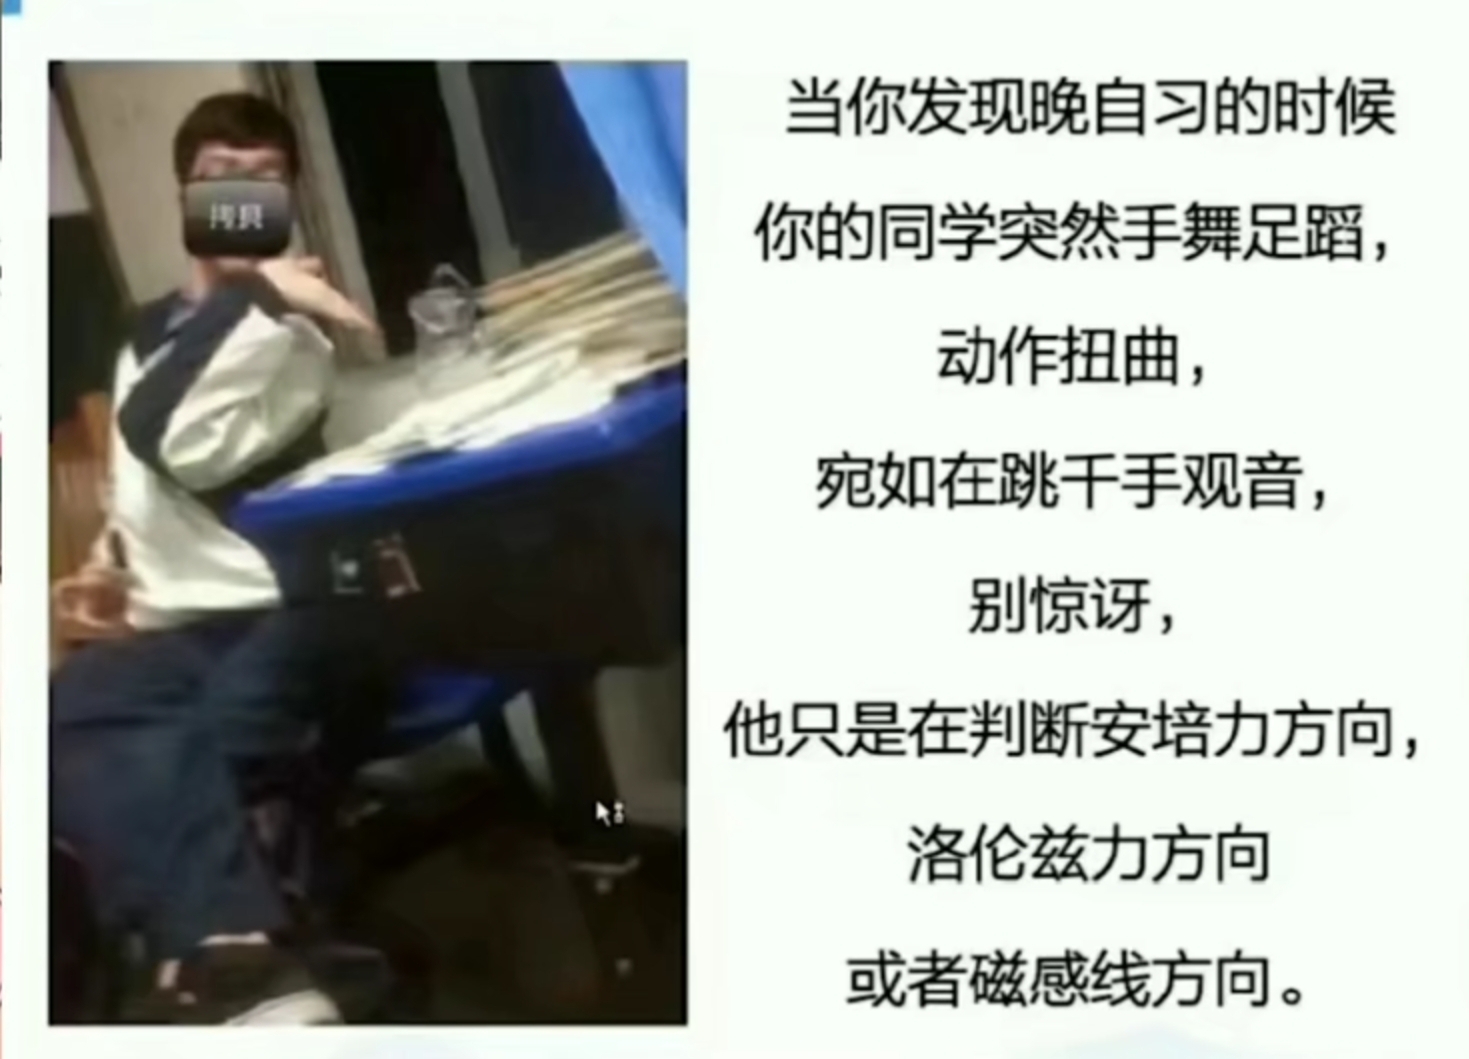 拷贝
当你发现晚自习的时候
你的同学突然手舞足蹈，
动作扭曲，
宛如在跳千手观音，
别惊讶，
他只是在判断安培力方向，
洛伦兹力方向
或者磁感线方向。